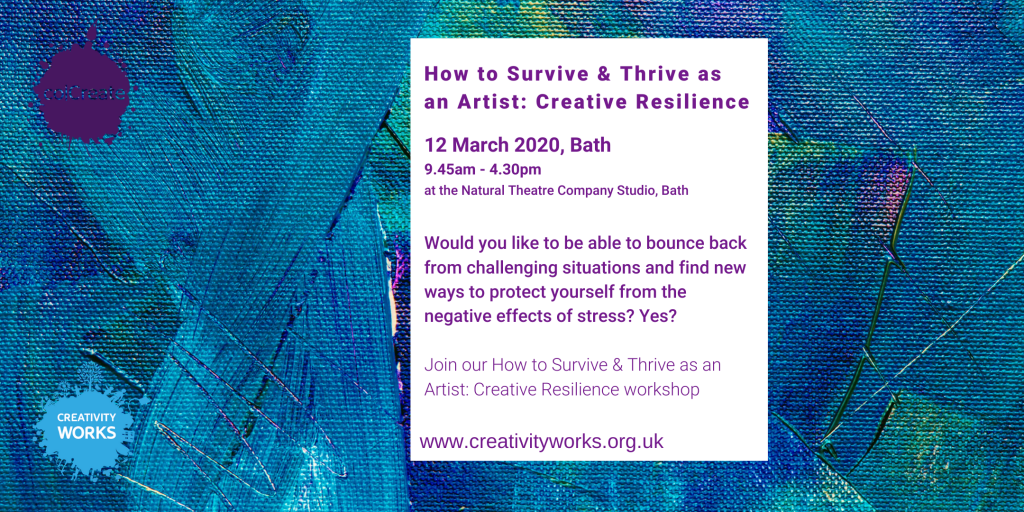 How to Survive & Thrive as
an Artist: Creative Resilience
12 March 2020, Bath
9.45am - 4.30pm
at the Natural Theatre Company Studio, Bath
Would you like to be able to bounce back
from challenging situations and find new
ways to protect yourself from the
negative effects of stress? Yes?
Join our How to Survive & Thrive as an
Artist: Creative Resilience workshop
www.creativityworks.org.uk
CREATIVITY
WORKS